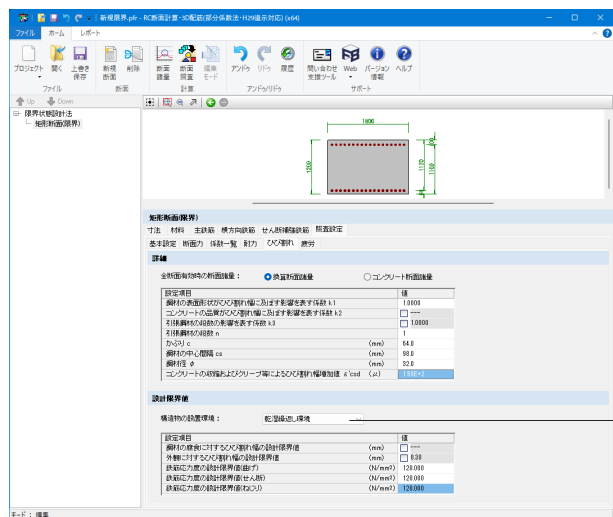 新規限界.pfr - RC断面計算・3D配筋(部分係数法・H29道示対応) (x64)
ファイル ホーム レポート
プロジェクト 開く 上書き保存 新規断面 削除 断面諸量 断面照査 編集モード アンドゥ リドゥ 履歴 問い合わせ支援ツール Web バージョン情報 ヘルプ
ファイル 断面 計算 アンドゥ/リドゥ サポート
Up Down
限界状態設計法
矩形断面(限界)
1800
1200
1100
矩形断面(限界)
寸法 材料 主鉄筋 横方向鉄筋 せん断補強鉄筋 照査設定
基本設定 断面力 係数一覧 耐力 ひび割れ 疲労
詳細
全断面有効時の断面諸量: 換算断面諸量 コンクリート断面諸量
設定項目 値
鋼材の表面形状がひび割れ幅に及ぼす影響を表す係数 k1 1.0000
コンクリートの品質がひび割れ幅に及ぼす影響を表す係数 k2 ---
引張鋼材の段数の影響を表す係数 k3 1.0000
引張鋼材の段数 n 1
かぶり c (mm) 64.0
鋼材の中心間隔 cs (mm) 98.0
鋼材径 φ (mm) 32.0
コンクリートの収縮およびクリープ等によるひび割れ幅増加値 ε'csd (μ) 150E+2
設計限界値
構造物の設置環境: 乾湿繰返し環境
設定項目 値
鋼材の腐食に対するひび割れ幅の設計限界値 (mm) ---
外観に対するひび割れ幅の設計限界値 (mm) 0.30
鉄筋応力度の設計限界値(曲げ) (N/mm²) 120.000
鉄筋応力度の設計限界値(せん断) (N/mm²) 120.000
鉄筋応力度の設計限界値(ねじり) (N/mm²) 120.000
モード: 編集